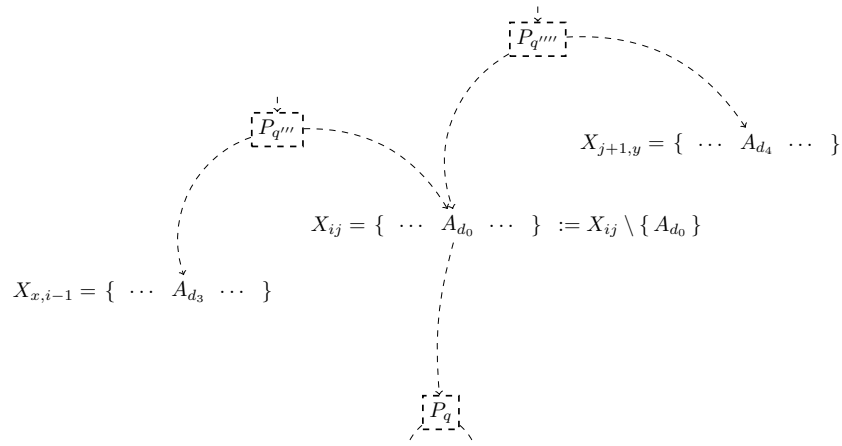 P_{q''''}
P_{q'''}
X_{j+1,y} = { ··· A_{d_4} ··· }
X_{ij} = { ··· A_{d_0} ··· } := X_{ij} \ { A_{d_0} }
X_{x,i−1} = { ··· A_{d_3} ··· }
P_q